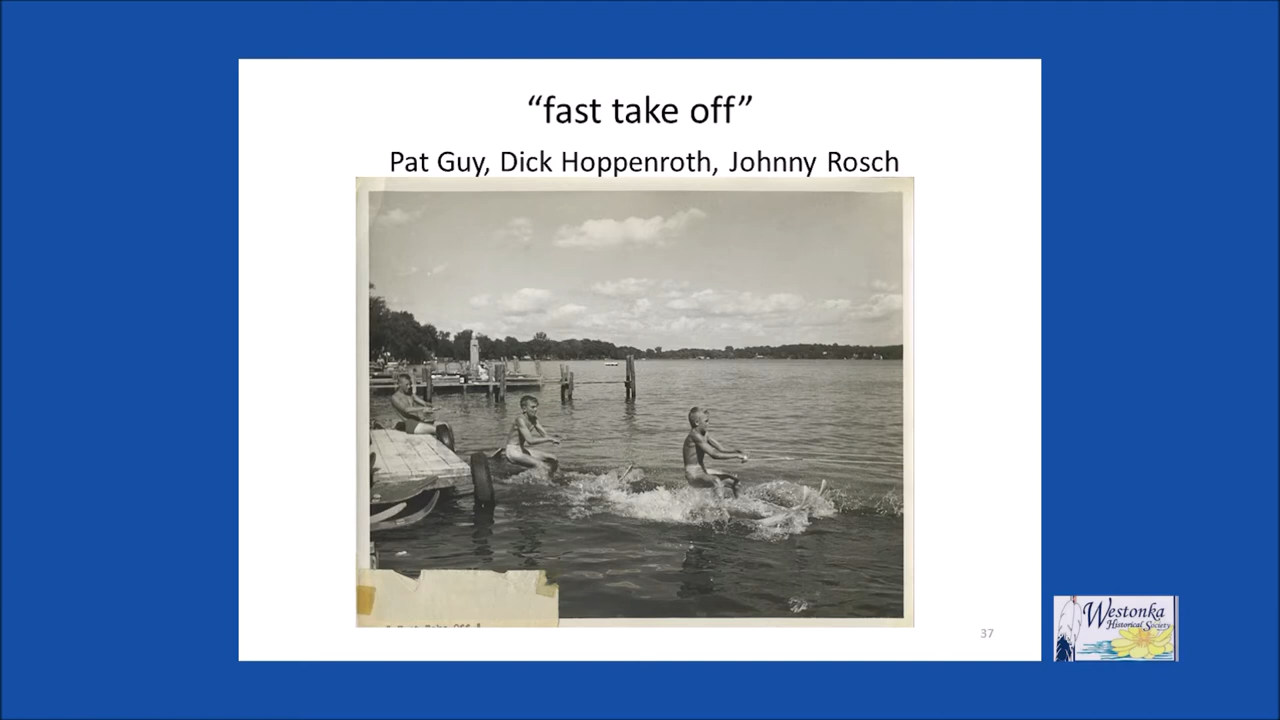 “fast take off”
Pat Guy, Dick Hoppenroth, Johnny Rosch
37
Westonka
Historical Society